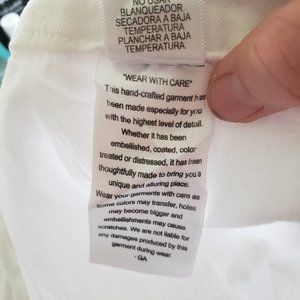 NO USAR
BLANQUEADOR
SECADORA A BAJA
TEMPERATURA
PLANCHAR A BAJA
TEMPERATURA.
"WEAR WITH CARE"
This hand-crafted garment has
been made especially for you
with the highest level of detail.
Whether it has been
embellished, coated, color
treated or distressed, it has been
thoughtfully made to bring you a
unique and alluring piece.
Wear your garments with care as
some colors may transfer, holes
may become bigger and
embellishments may cause
scratches. We are not liable for
any damages produced by this
garment during wear.
- GA